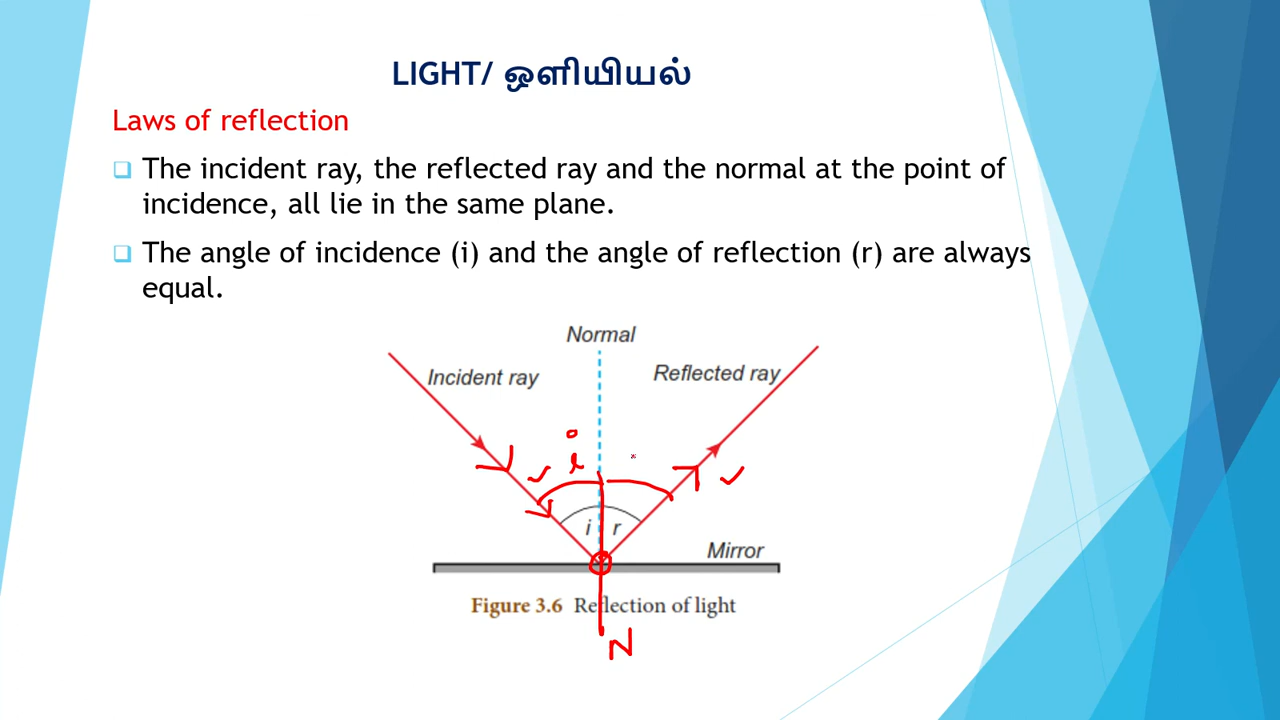 LIGHT/ ஒளியியல்
Laws of reflection
The incident ray, the reflected ray and the normal at the point of
incidence, all lie in the same plane.
The angle of incidence (i) and the angle of reflection (r) are always
equal.
Normal
Incident ray
Reflected ray
i
i
r
Mirror
Figure 3.6 Reflection of light
N